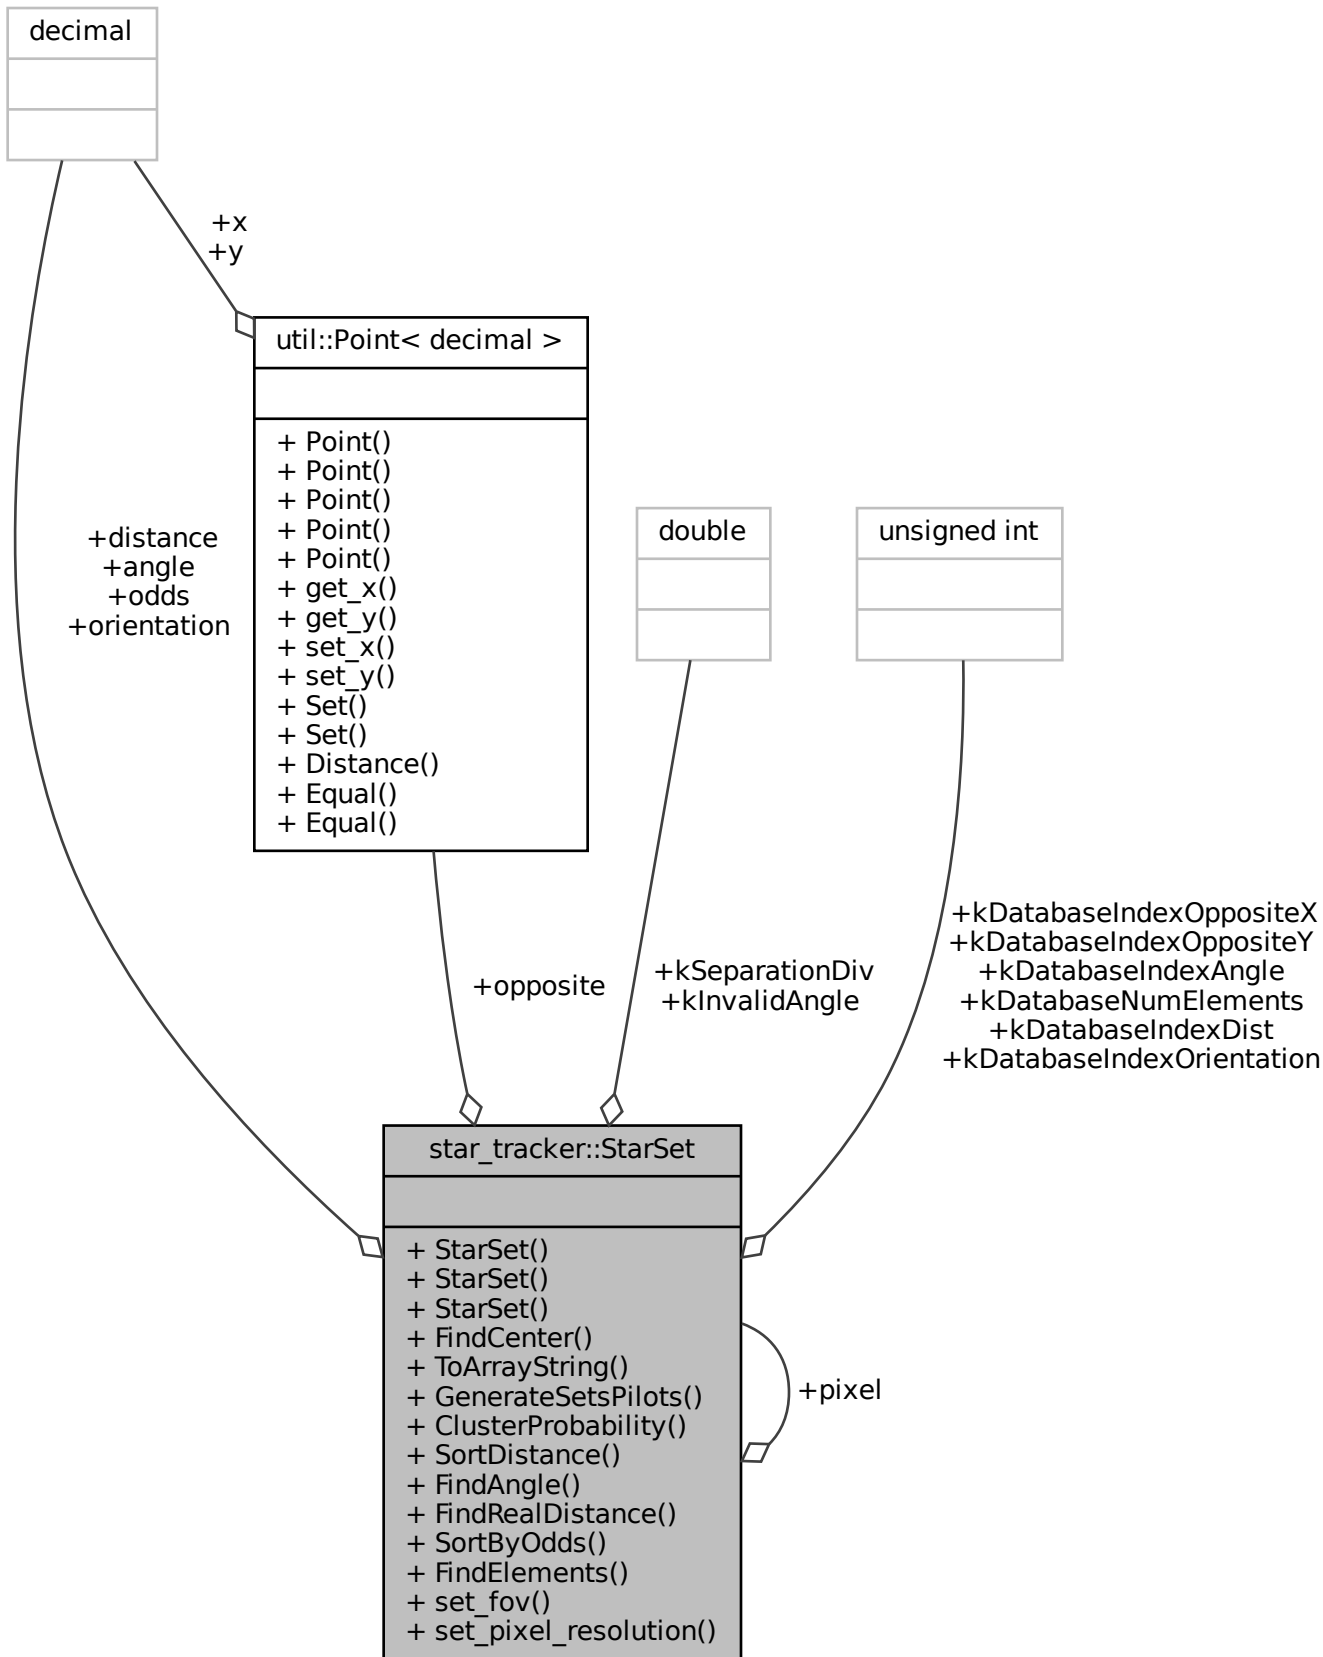 decimal
+x
+y
util::Point< decimal >
+ Point()
+ Point()
+ Point()
+ Point()
+ Point()
+ get_x()
+ get_y()
+ set_x()
+ set_y()
+ Set()
+ Set()
+ Distance()
+ Equal()
+ Equal()
+distance
+angle
+odds
+orientation
double
unsigned int
+opposite
+kSeparationDiv
+kInvalidAngle
+kDatabaseIndexOppositeX
+kDatabaseIndexOppositeY
+kDatabaseIndexAngle
+kDatabaseNumElements
+kDatabaseIndexDist
+kDatabaseIndexOrientation
star_tracker::StarSet
+ StarSet()
+ StarSet()
+ StarSet()
+ FindCenter()
+ ToArrayString()
+ GenerateSetsPilots()
+ ClusterProbability()
+ SortDistance()
+ FindAngle()
+ FindRealDistance()
+ SortByOdds()
+ FindElements()
+ set_fov()
+ set_pixel_resolution()
+pixel